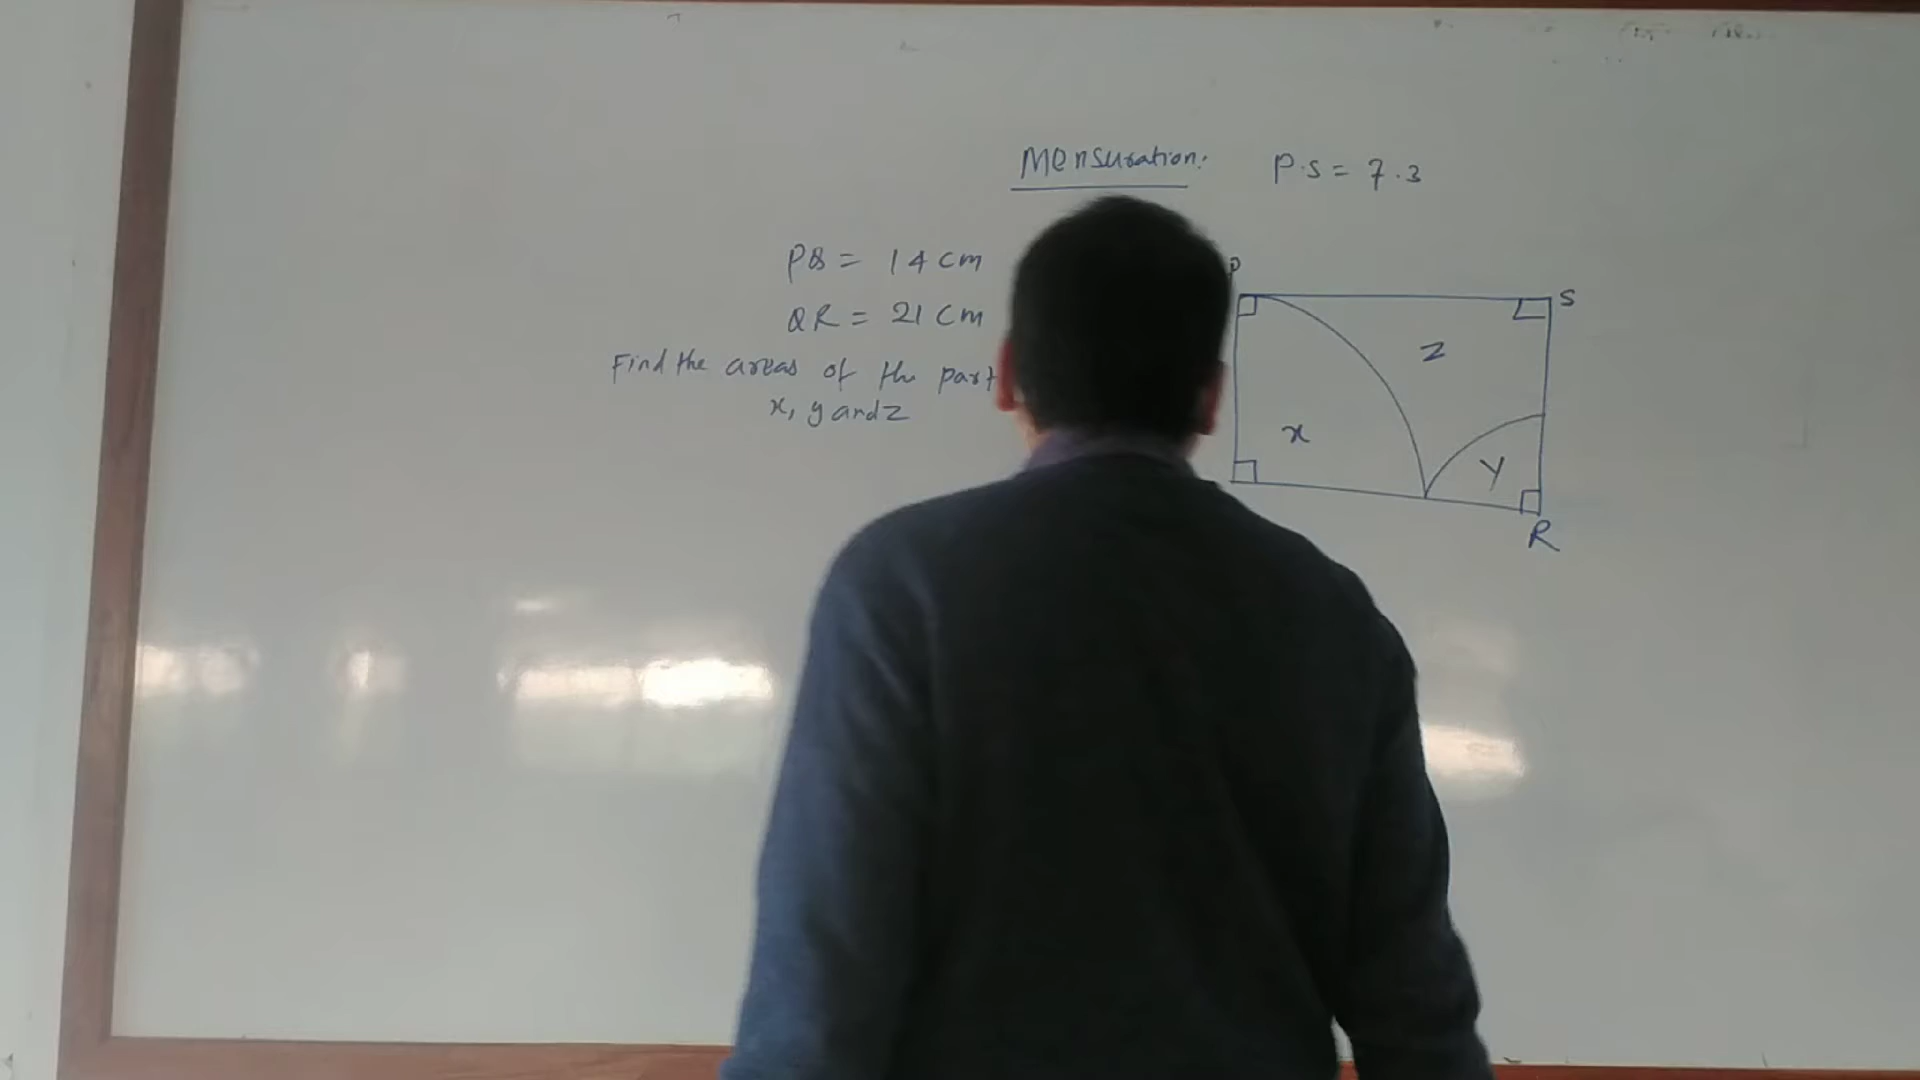 Mensuration:
P.S = 7.3
PQ = 14 cm
QR = 21 cm
Find the areas of the part
x, y and z
P
S
z
x
y
R